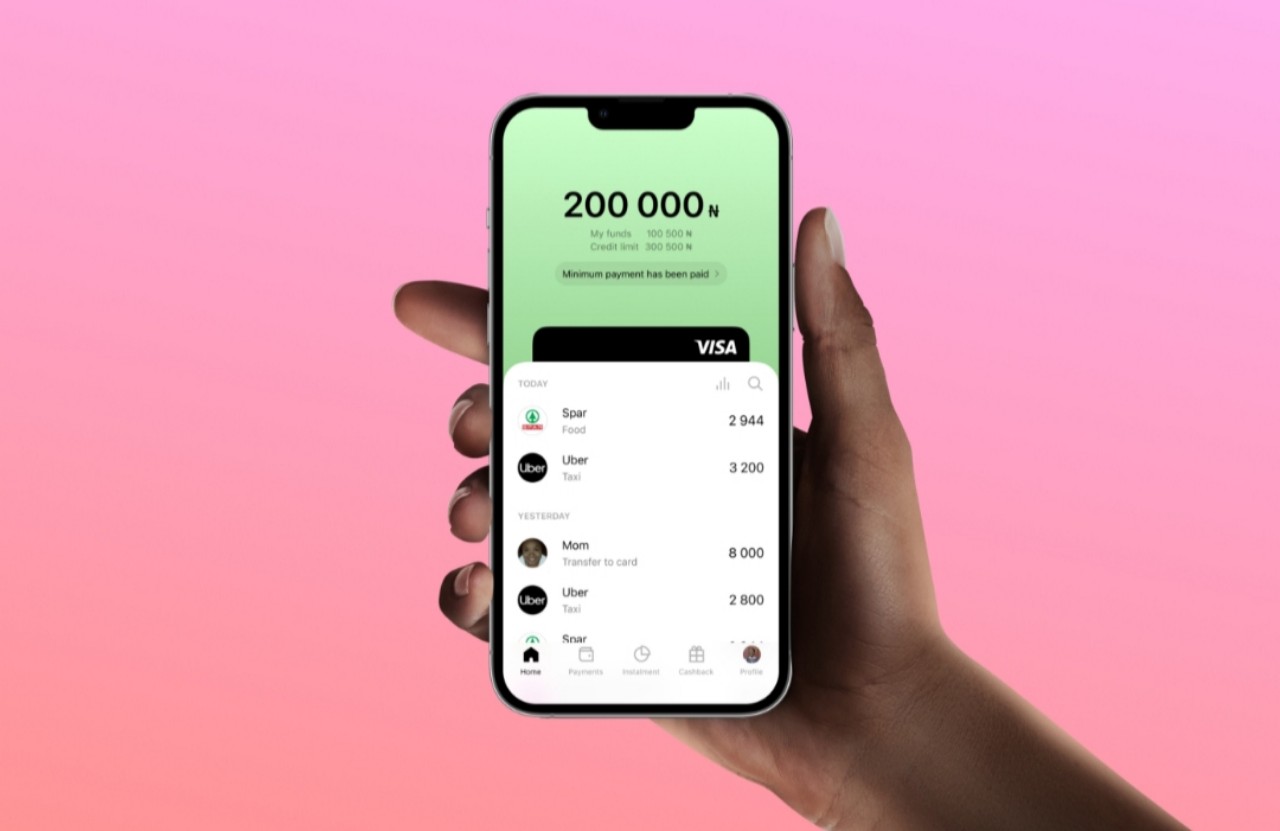 200 000 ₦
My funds 100 500 ₦
Credit limit 300 500 ₦
Minimum payment has been paid
VISA
TODAY
Spar
Food
2 944
Uber
Uber
Taxi
3 200
YESTERDAY
Mom
Transfer to card
8 000
Uber
Uber
Taxi
2 800
Spar
Home
Payments
Instalment
Cashback
Profile